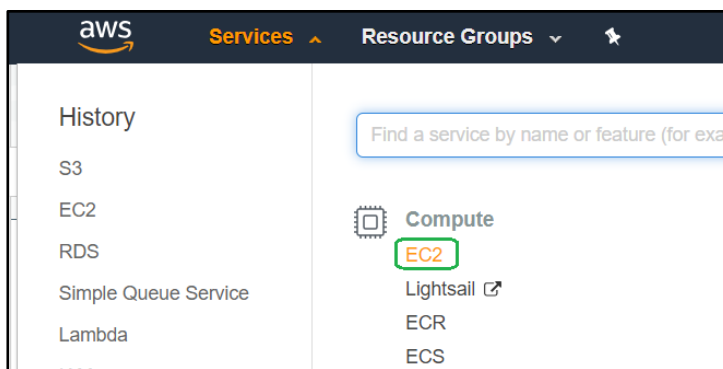 aws
Services
Resource Groups
History
S3
EC2
RDS
Simple Queue Service
Lambda
Find a service by name or feature (for exa
Compute
EC2
Lightsail
ECR
ECS